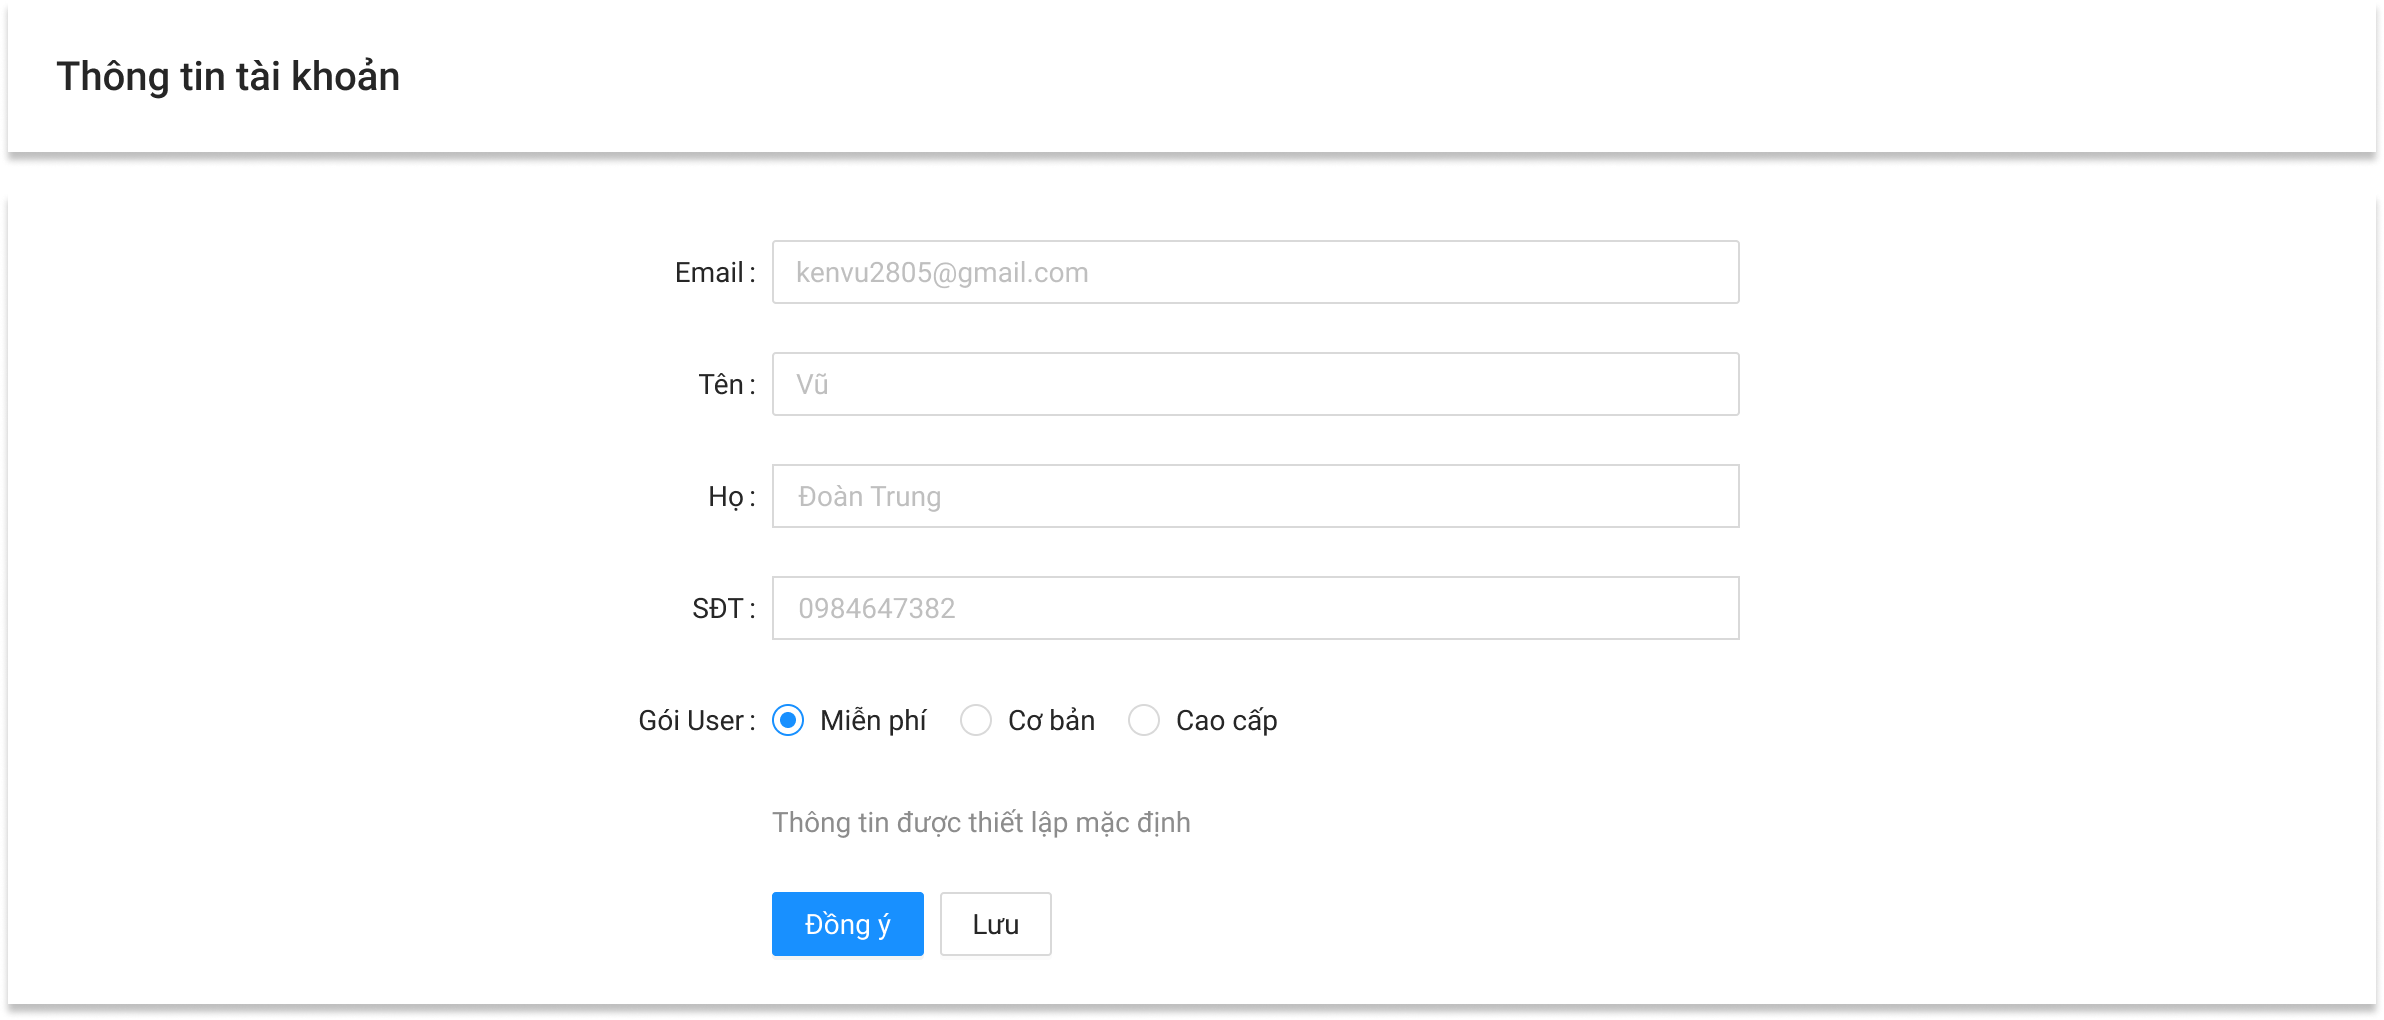 Thông tin tài khoản
Email : kenvu2805@gmail.com
Tên : Vũ
Họ : Đoàn Trung
SĐT : 0984647382
Gói User : Miễn phí Cơ bản Cao cấp
Thông tin được thiết lập mặc định
Đồng ý Lưu